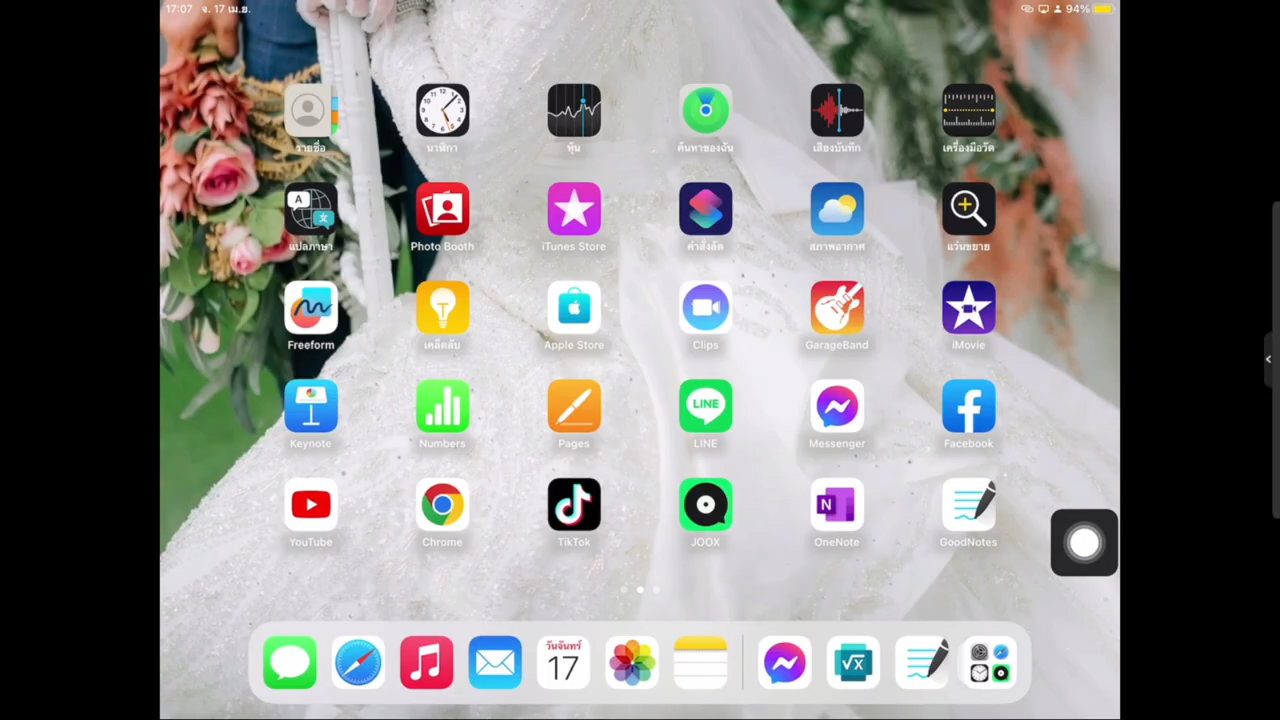 17:07 จ. 17 เม.ย.
94%
รายชื่อ
นาฬิกา
หุ้น
ค้นหาของฉัน
เสียงบันทึก
เครื่องมือวัด
แปลภาษา
Photo Booth
iTunes Store
คำสั่งลัด
สภาพอากาศ
แว่นขยาย
Freeform
เคล็ดลับ
Apple Store
Clips
GarageBand
iMovie
Keynote
Numbers
Pages
LINE
LINE
Messenger
Facebook
YouTube
Chrome
TikTok
JOOX
N
OneNote
GoodNotes
วันจันทร์
17
√x